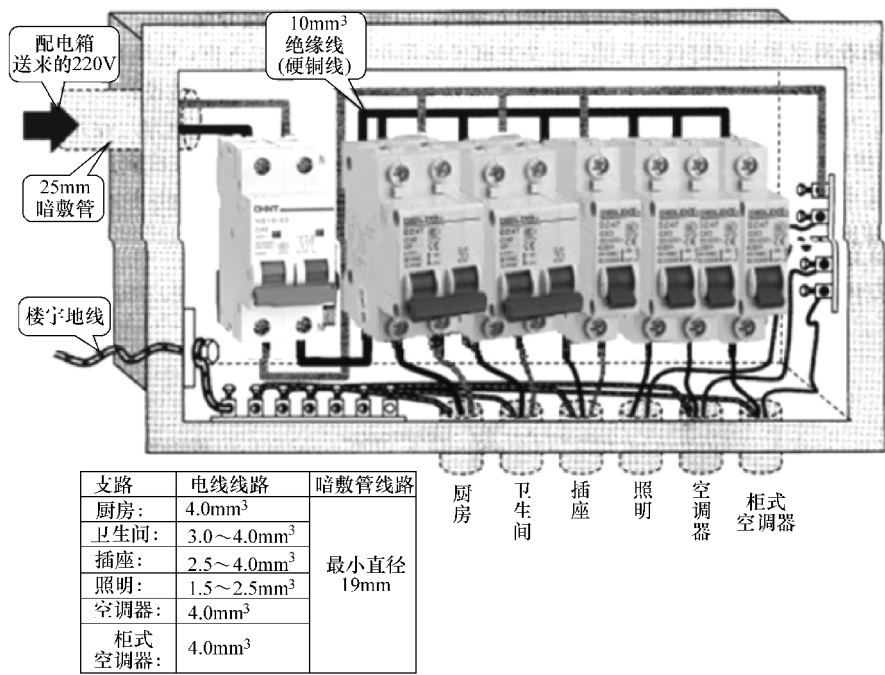 配电箱
送来的220V
10mm³
绝缘线
(硬铜线)
25mm
暗敷管
楼宇地线
CHNT
N
N
厨房
卫生间
插座
照明
空调器
柜式
空调器
支路 电线线路 暗敷管线路
厨房: 4.0mm³
卫生间: 3.0～4.0mm³
插座: 2.5～4.0mm³
照明: 1.5～2.5mm³
空调器: 4.0mm³
柜式
空调器: 4.0mm³
最小直径
19mm